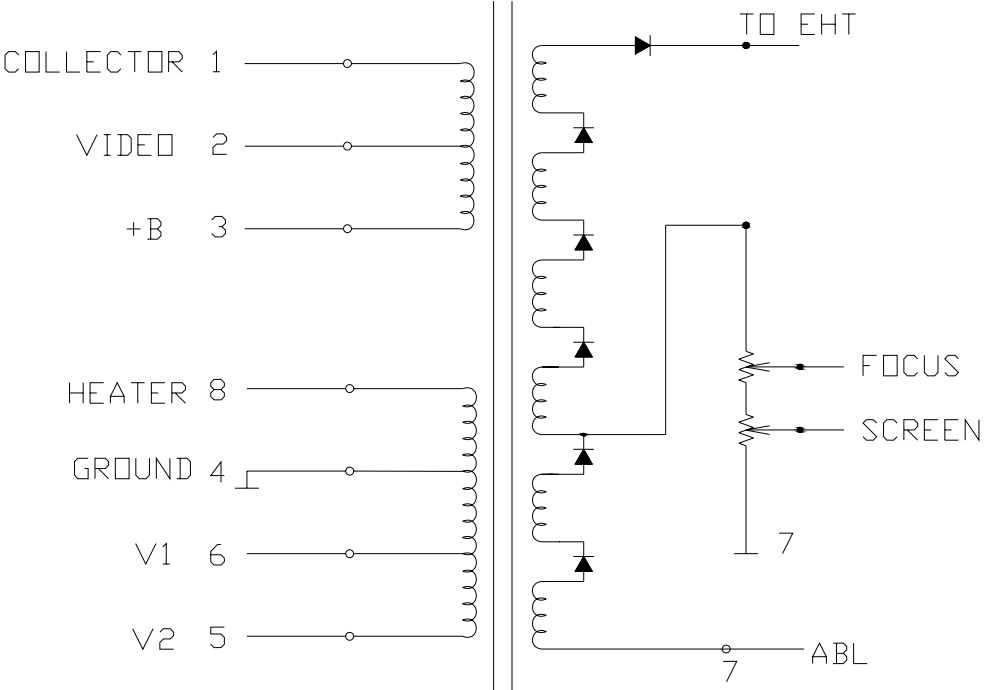 TO EHT
COLLECTOR 1
VIDEO 2
+B 3
FOCUS
HEATER 8
SCREEN
GROUND 4
7
V1 6
V2 5
ABL
7